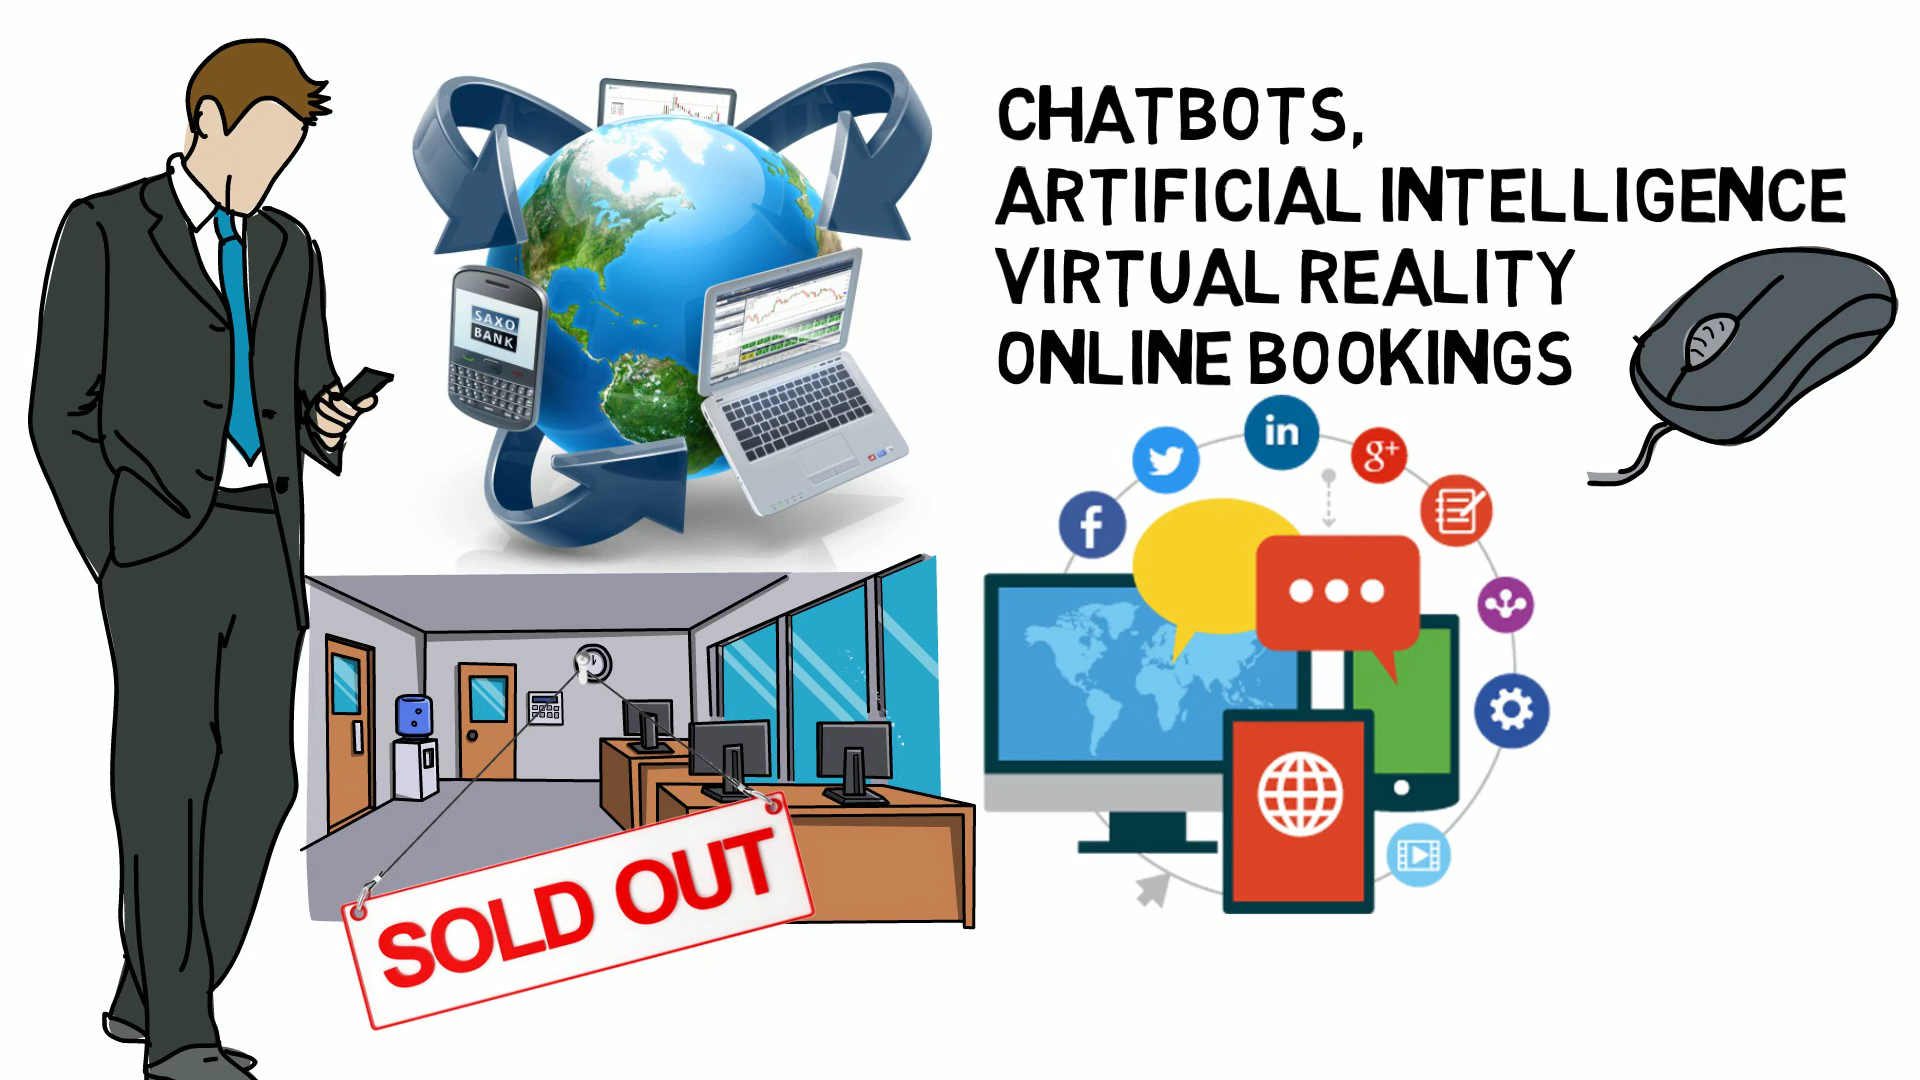 CHATBOTS,
ARTIFICIAL INTELLIGENCE
VIRTUAL REALITY
ONLINE BOOKINGS
SAXO
BANK
in
g+
f
SOLD OUT